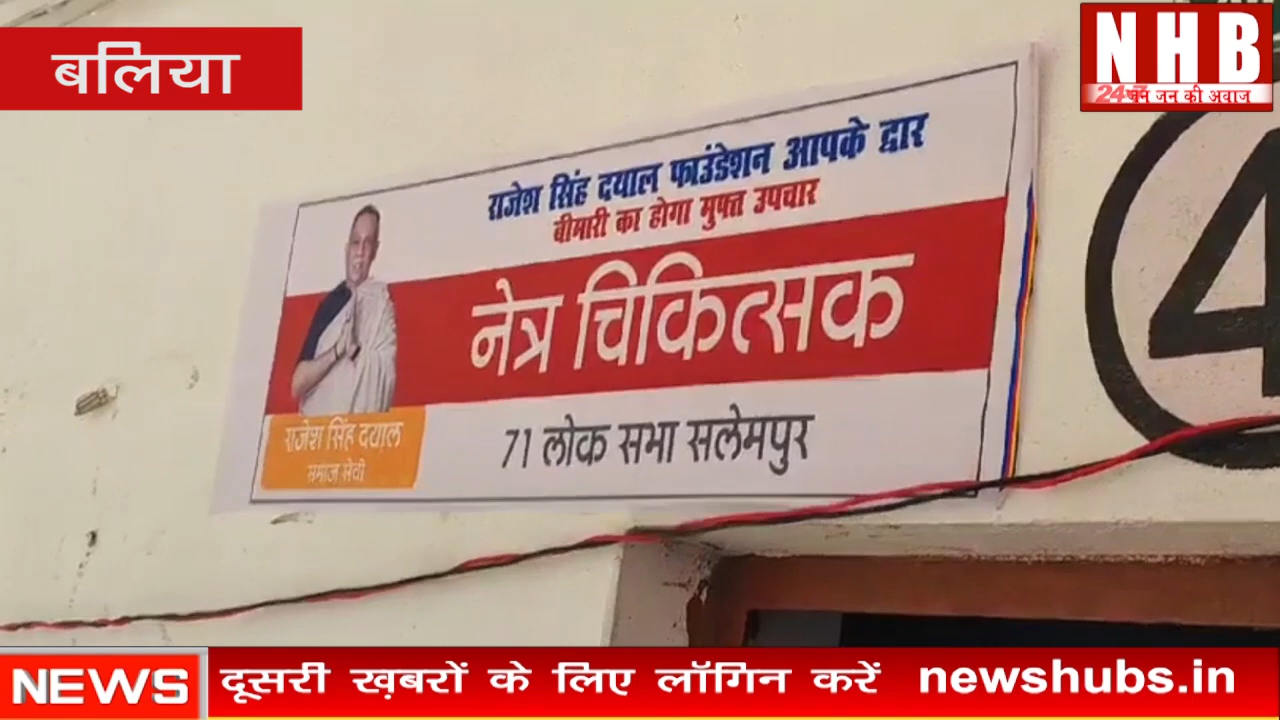 बलिया
NHB
24x7
जन जन की अवाज
राजेश सिंह दयाल फाउंडेशन आपके द्वार
बीमारी का होगा मुफ्त उपचार
नेत्र चिकित्सक
71 लोक सभा सलेमपुर
राजेश सिंह दयाल
समाज सेवी
4
NEWS
दूसरी ख़बरों के लिए लॉगिन करें newshubs.in